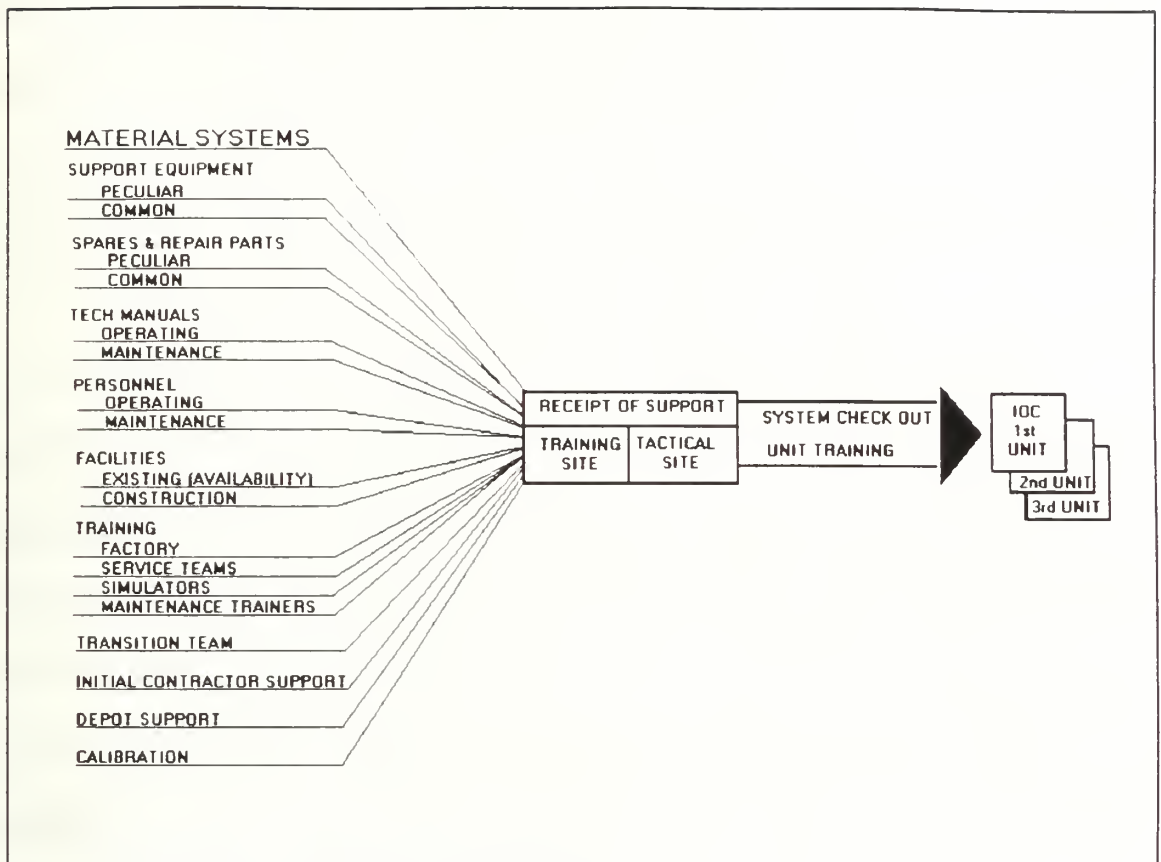 MATERIAL SYSTEMS
SUPPORT EQUIPMENT
PECULIAR
COMMON
SPARES & REPAIR PARTS
PECULIAR
COMMON
TECH MANUALS
OPERATING
MAINTENANCE
PERSONNEL
OPERATING
MAINTENANCE
FACILITIES
EXISTING (AVAILABILITY)
CONSTRUCTION
TRAINING
FACTORY
SERVICE TEAMS
SIMULATORS
MAINTENANCE TRAINERS
TRANSITION TEAM
INITIAL CONTRACTOR SUPPORT
DEPOT SUPPORT
CALIBRATION
RECEIPT OF SUPPORT
TRAINING
SITE
TACTICAL
SITE
SYSTEM CHECK OUT
UNIT TRAINING
IOC
1st
UNIT
2nd UNIT
3rd UNIT